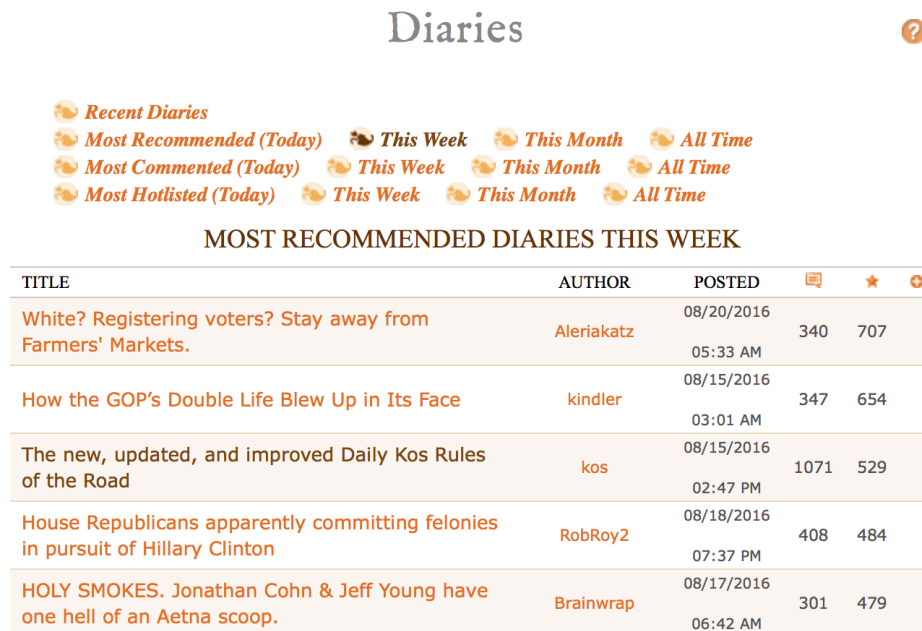 Diaries
?
Recent Diaries
Most Recommended (Today) This Week This Month All Time
Most Commented (Today) This Week This Month All Time
Most Hotlisted (Today) This Week This Month All Time
MOST RECOMMENDED DIARIES THIS WEEK
TITLE AUTHOR POSTED
White? Registering voters? Stay away from
Farmers' Markets.
Aleriakatz
08/20/2016
05:33 AM
340 707
How the GOP’s Double Life Blew Up in Its Face
kindler
08/15/2016
03:01 AM
347 654
The new, updated, and improved Daily Kos Rules
of the Road
kos
08/15/2016
02:47 PM
1071 529
House Republicans apparently committing felonies
in pursuit of Hillary Clinton
RobRoy2
08/18/2016
07:37 PM
408 484
HOLY SMOKES. Jonathan Cohn & Jeff Young have
one hell of an Aetna scoop.
Brainwrap
08/17/2016
06:42 AM
301 479